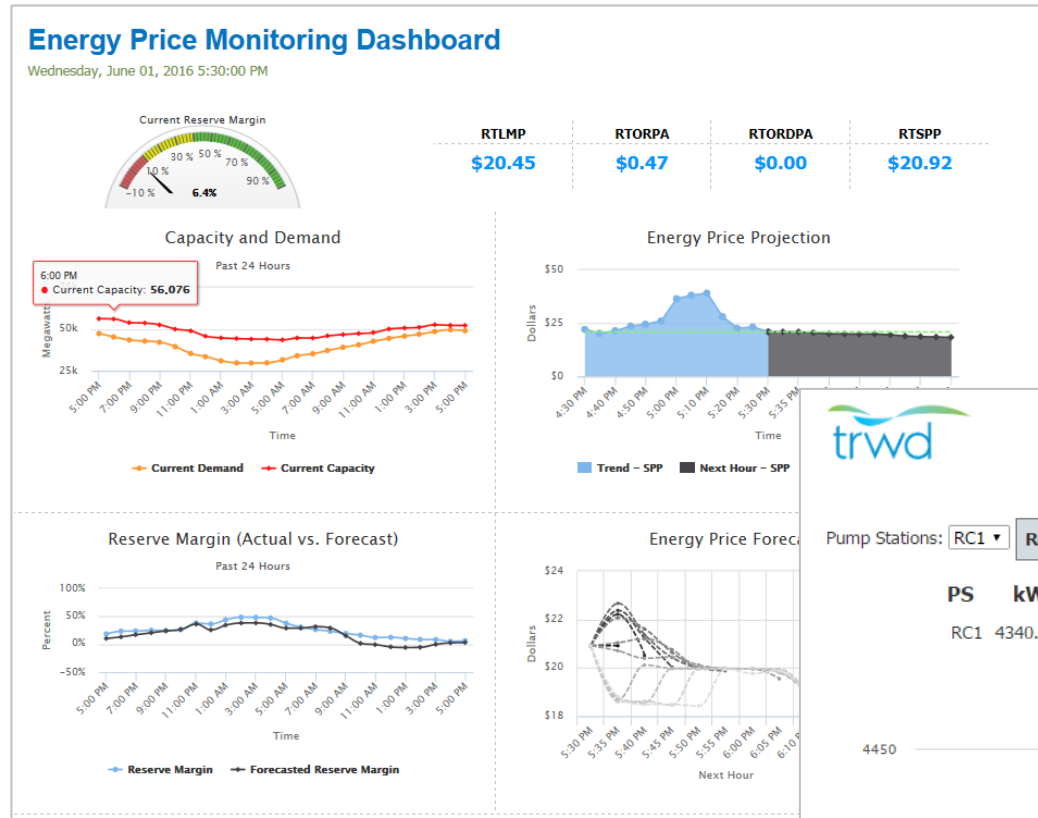 Energy Price Monitoring Dashboard
Wednesday, June 01, 2016 5:30:00 PM
Current Reserve Margin
-10 %
10 %
30 %
50 %
70 %
90 %
6.4%
RTLMP
RTORPA
RTORDPA
RTSPP
$20.45
$0.47
$0.00
$20.92
Capacity and Demand
Past 24 Hours
6:00 PM
● Current Capacity: 56,076
Megawatts
50k
25k
5:00 PM
7:00 PM
9:00 PM
11:00 PM
1:00 AM
3:00 AM
5:00 AM
7:00 AM
9:00 AM
11:00 AM
1:00 PM
3:00 PM
5:00 PM
Time
Current Demand
Current Capacity
Energy Price Projection
Dollars
$50
$25
$0
4:30 PM
4:40 PM
4:50 PM
5:00 PM
5:10 PM
5:20 PM
5:30 PM
5:35 PM
Time
Trend – SPP
Next Hour – SPP
Reserve Margin (Actual vs. Forecast)
Past 24 Hours
Percent
100%
50%
0%
−50%
5:00 PM
7:00 PM
9:00 PM
11:00 PM
1:00 AM
3:00 AM
5:00 AM
7:00 AM
9:00 AM
11:00 AM
1:00 PM
3:00 PM
5:00 PM
Time
Reserve Margin
Forecasted Reserve Margin
Energy Price Foreca
Dollars
$24
$22
$20
$18
5:30 PM
5:35 PM
5:40 PM
5:45 PM
5:50 PM
5:55 PM
6:00 PM
6:05 PM
6:10
Next Hour
trwd
Pump Stations: RC1 ▾ R
PS kW
RC1 4340.
4450